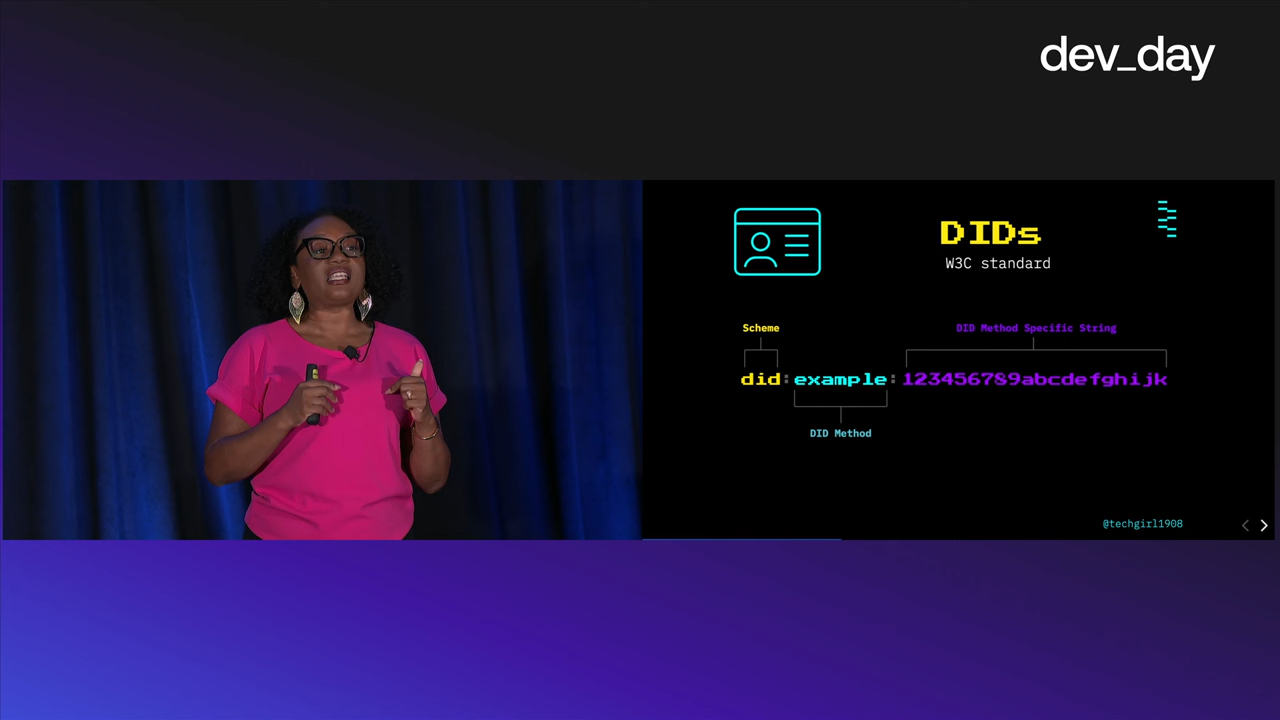 dev_day
DIDs
W3C standard
Scheme
DID Method Specific String
did:example:123456789abcdefghijk
DID Method
@techgirl1908